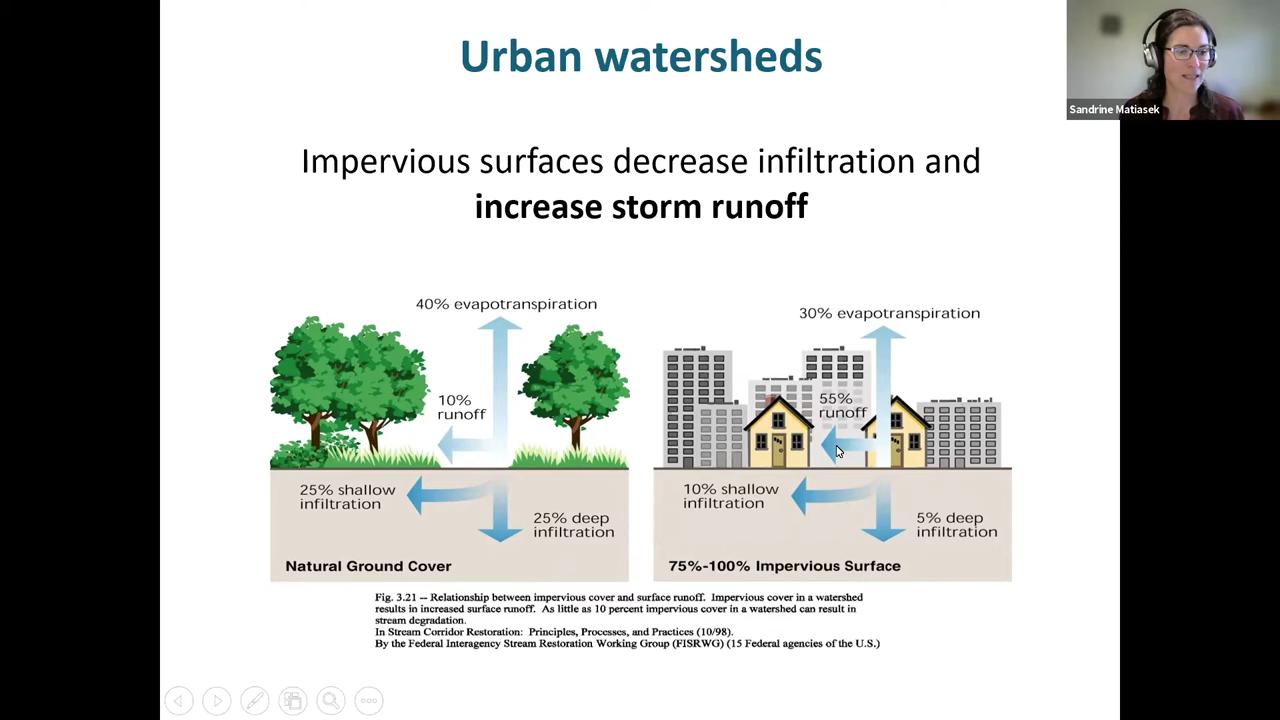 Urban watersheds
Sandrine Matiasek
Impervious surfaces decrease infiltration and
increase storm runoff
40% evapotranspiration
10%
runoff
25% shallow
infiltration
25% deep
infiltration
Natural Ground Cover
30% evapotranspiration
55%
runoff
10% shallow
infiltration
5% deep
infiltration
75%-100% Impervious Surface
Fig. 3.21 -- Relationship between impervious cover and surface runoff. Impervious cover in a watershed
results in increased surface runoff. As little as 10 percent impervious cover in a watershed can result in
stream degradation.
In Stream Corridor Restoration: Principles, Processes, and Practices (10/98).
By the Federal Interagency Stream Restoration Working Group (FISRWG) (15 Federal agencies of the U.S.)